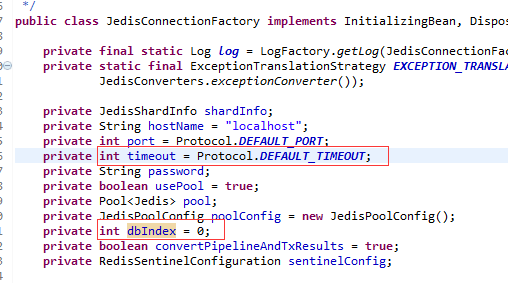 */
public class JedisConnectionFactory implements InitializingBean, Dispos
private final static Log log = LogFactory.getLog(JedisConnectionFac
private static final ExceptionTranslationStrategy EXCEPTION_TRANSLA
JedisConverters.exceptionConverter());
private JedisShardInfo shardInfo;
private String hostName = "localhost";
private int port = Protocol.DEFAULT_PORT;
private int timeout = Protocol.DEFAULT_TIMEOUT;
private String password;
private boolean usePool = true;
private Pool<Jedis> pool;
private JedisPoolConfig poolConfig = new JedisPoolConfig();
private int dbIndex = 0;
private boolean convertPipelineAndTxResults = true;
private RedisSentinelConfiguration sentinelConfig;